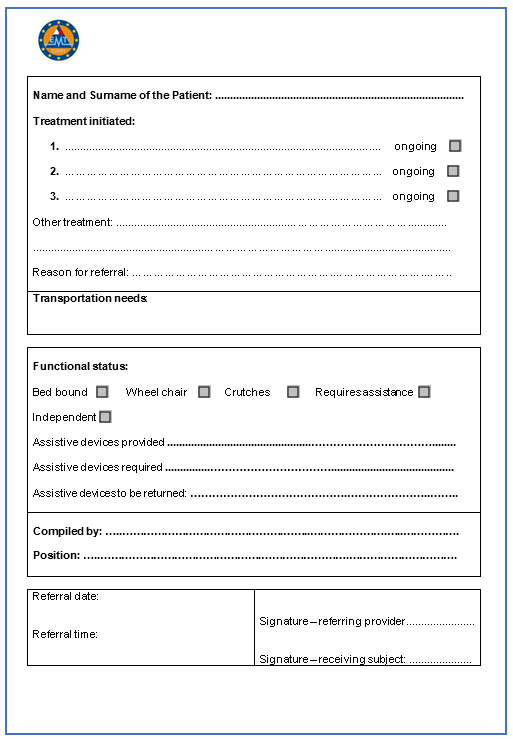 EMT
Name and Surname of the Patient: ....................................................................................
Treatment initiated:
1. .......................................................................................................... ongoing
2. .......................................................................................................... ongoing
3. .......................................................................................................... ongoing
Other treatment: ..............................................................................................................
............................................................................................................................................
Reason for referral: ..........................................................................................................
Transportation needs:
Functional status:
Bed bound Wheel chair Crutches Requires assistance
Independent
Assistive devices provided ................................................................................................
Assistive devices required ................................................................................................
Assistive devices to be returned: .......................................................................................
Compiled by: ....................................................................................................................
Position: ............................................................................................................................
Referral date:
Signature – referring provider.......................
Referral time:
Signature – receiving subject: .....................